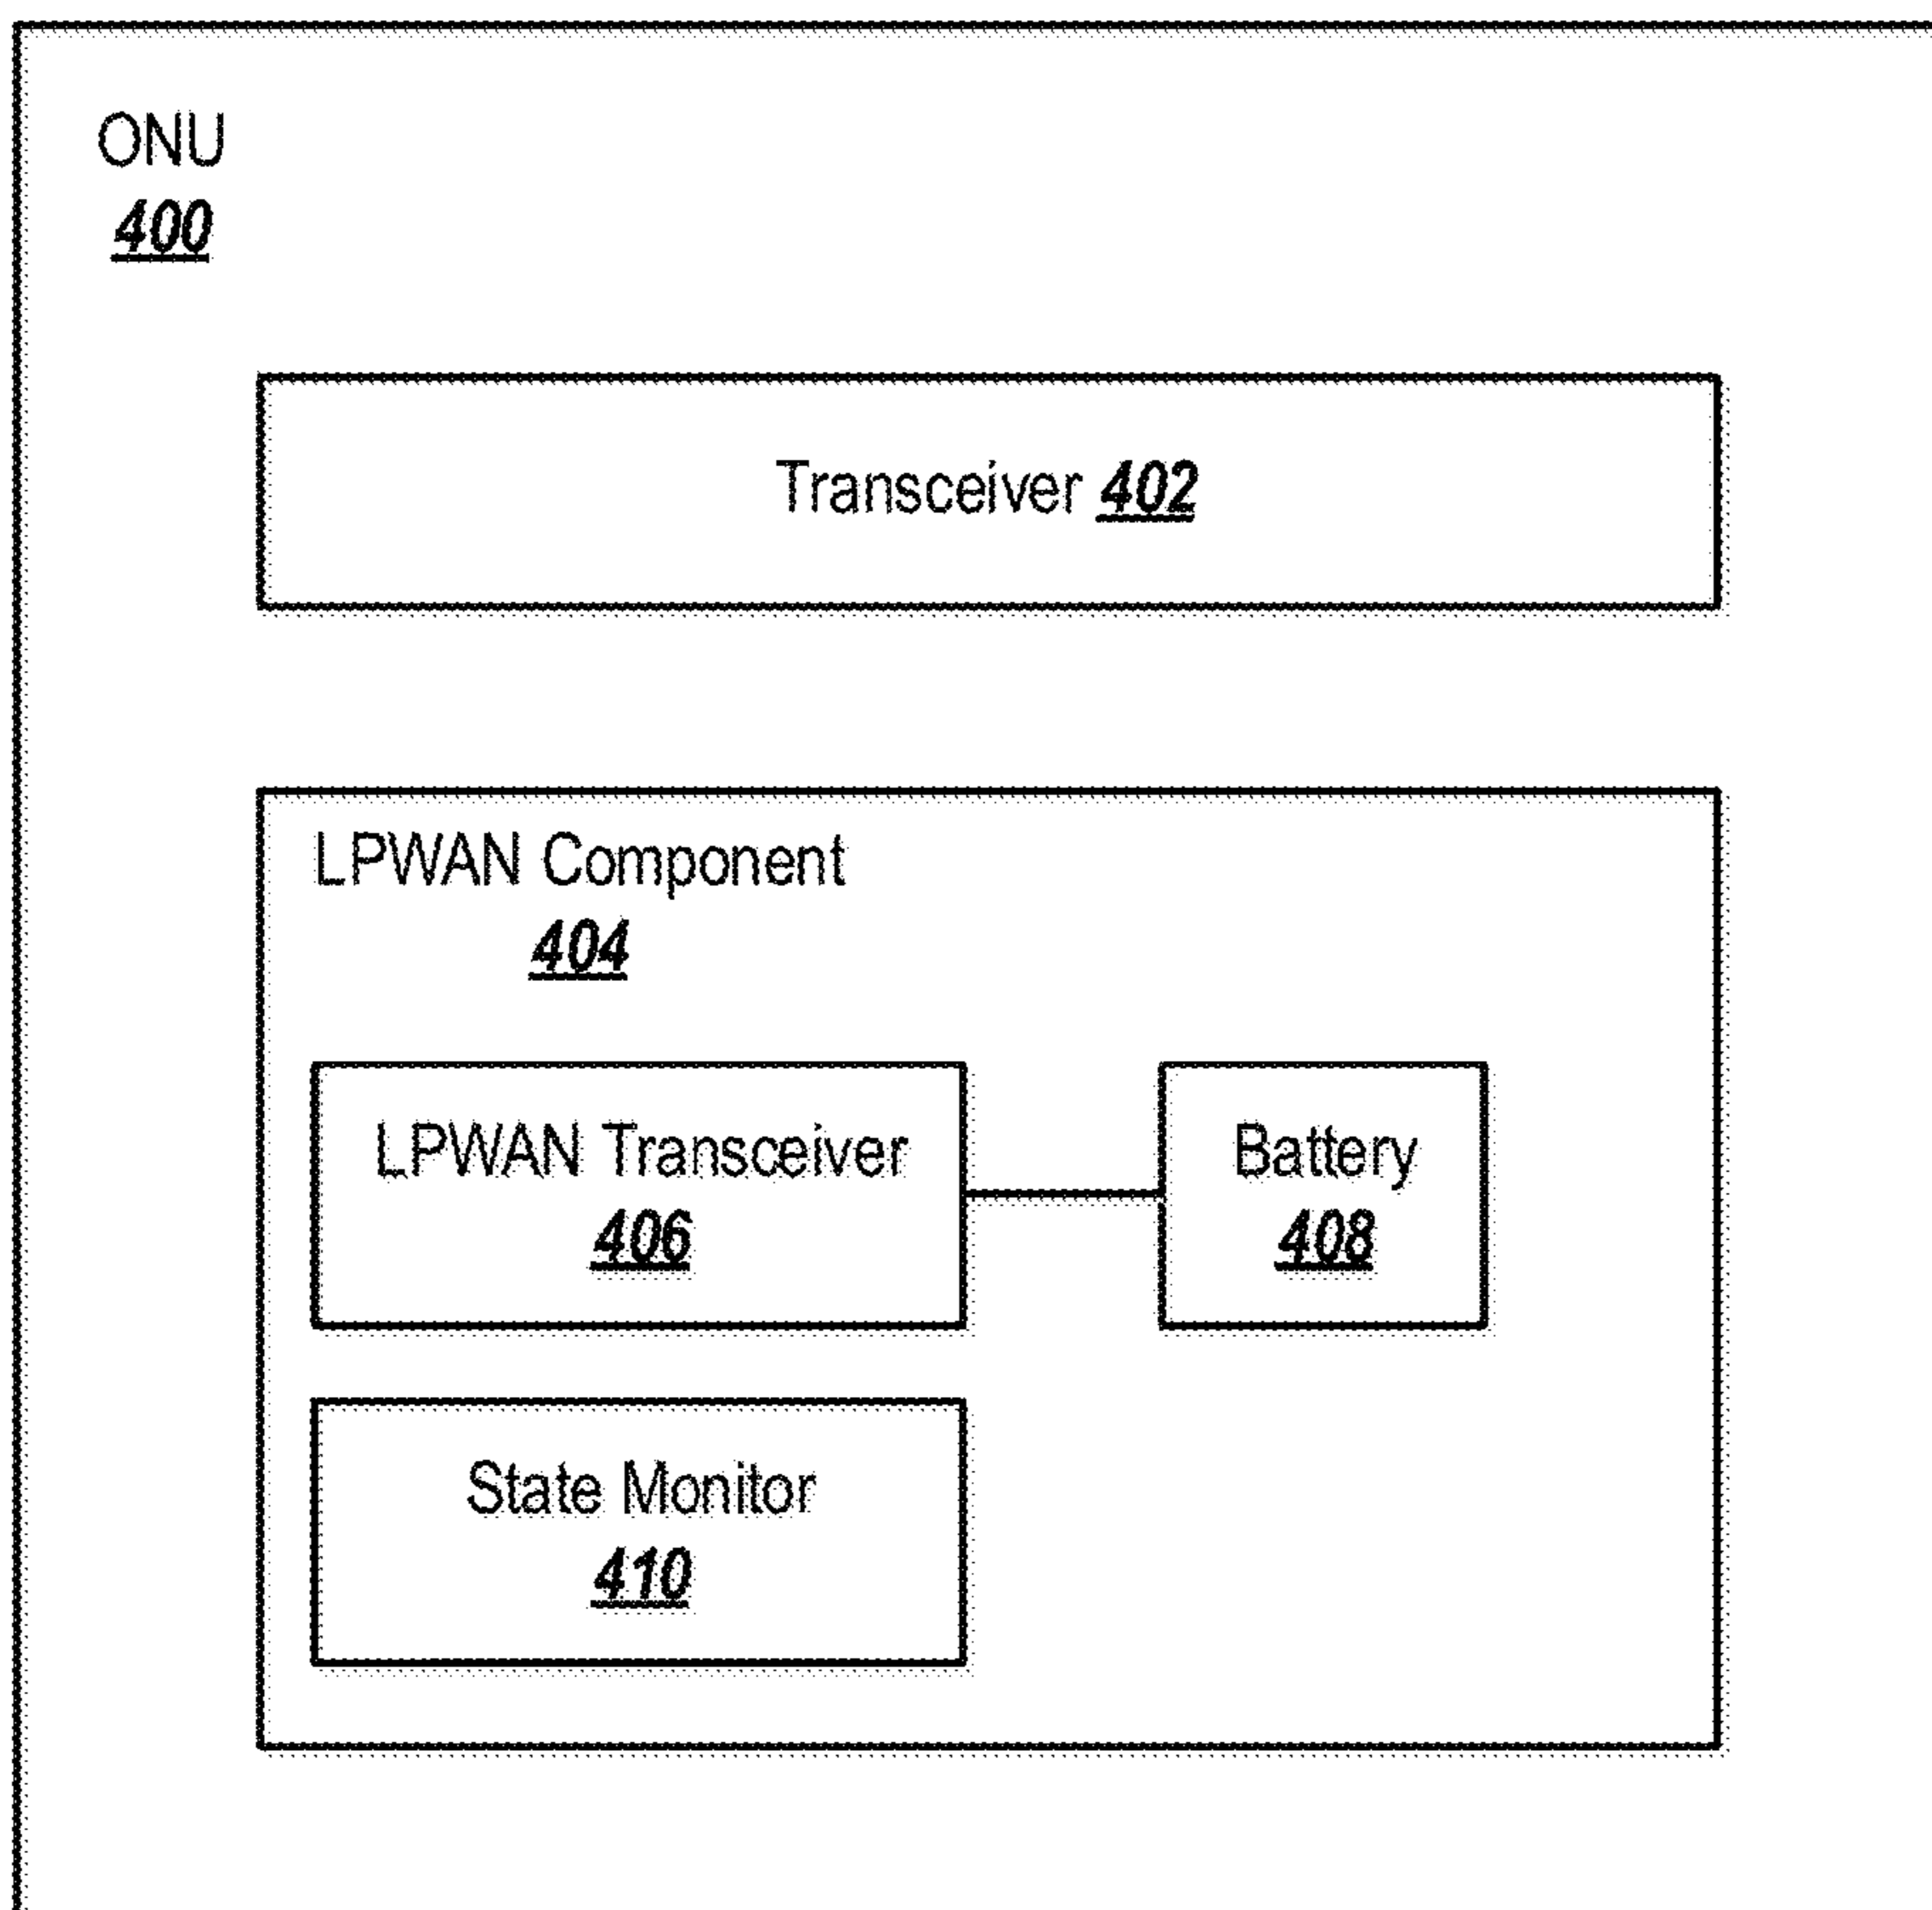 ONU
400
Transceiver 402
LPWAN Component
404
LPWAN Transceiver
406
Battery
408
State Monitor
410